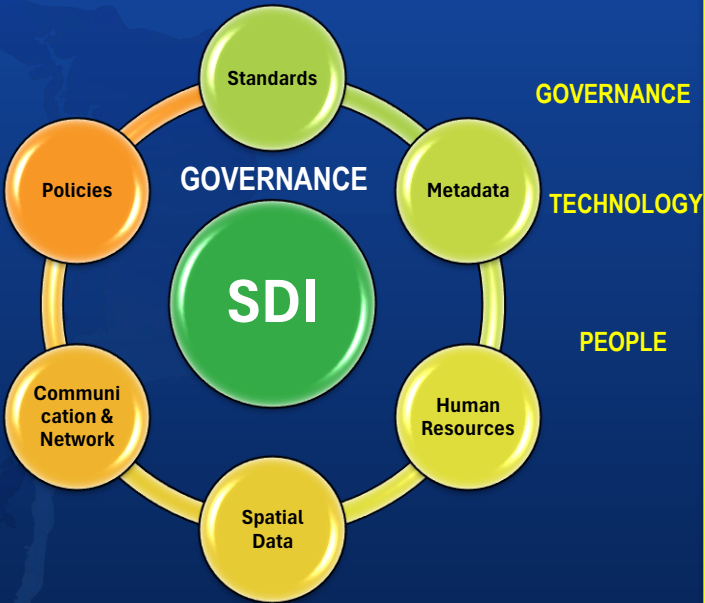 Standards
GOVERNANCE
Policies
GOVERNANCE
Metadata
TECHNOLOGY
SDI
PEOPLE
Communi
cation &
Network
Human
Resources
Spatial
Data